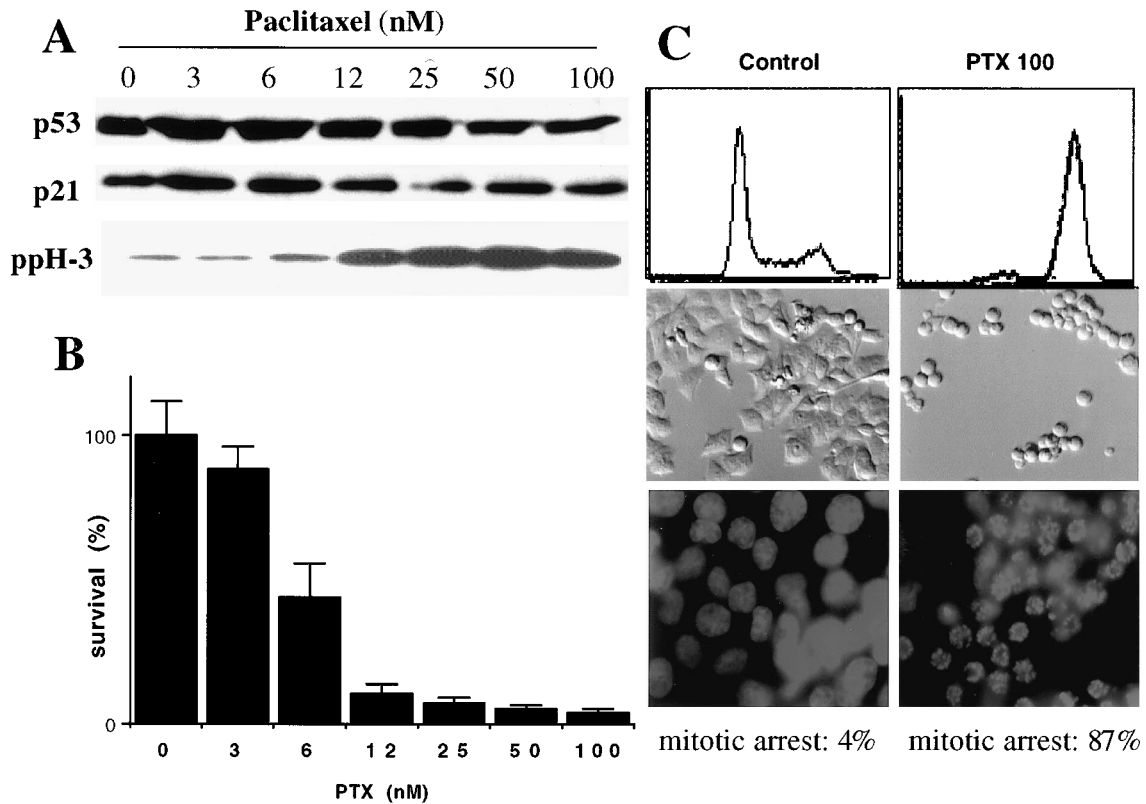 A
Paclitaxel (nM)
0 3 6 12 25 50 100
p53
p21
ppH-3
B
survival (%)
100
0
0 3 6 12 25 50 100
PTX (nM)
C
Control PTX 100
mitotic arrest: 4% mitotic arrest: 87%